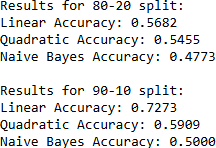 Results for 80-20 split:
Linear Accuracy: 0.5682
Quadratic Accuracy: 0.5455
Naive Bayes Accuracy: 0.4773

Results for 90-10 split:
Linear Accuracy: 0.7273
Quadratic Accuracy: 0.5909
Naive Bayes Accuracy: 0.5000